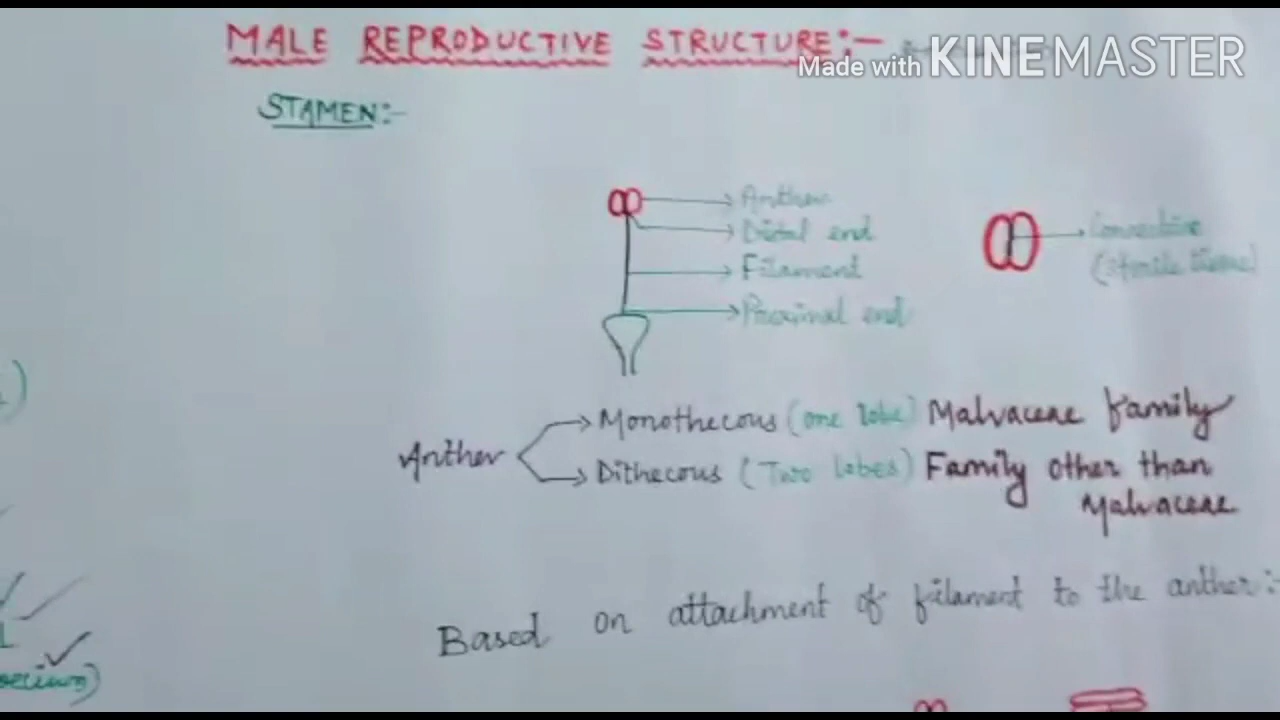 MALE REPRODUCTIVE STRUCTURE:-
Made with KINEMASTER
STAMEN:-
Anther
Distal end
Filament
Proximal end
Connective
(Sterile tissue)
Anther
Monothecous (one lobe) Malvaceae family
Dithecous (Two lobes) Family other than
Malvaceae
Based on attachment of filament to the anther:-